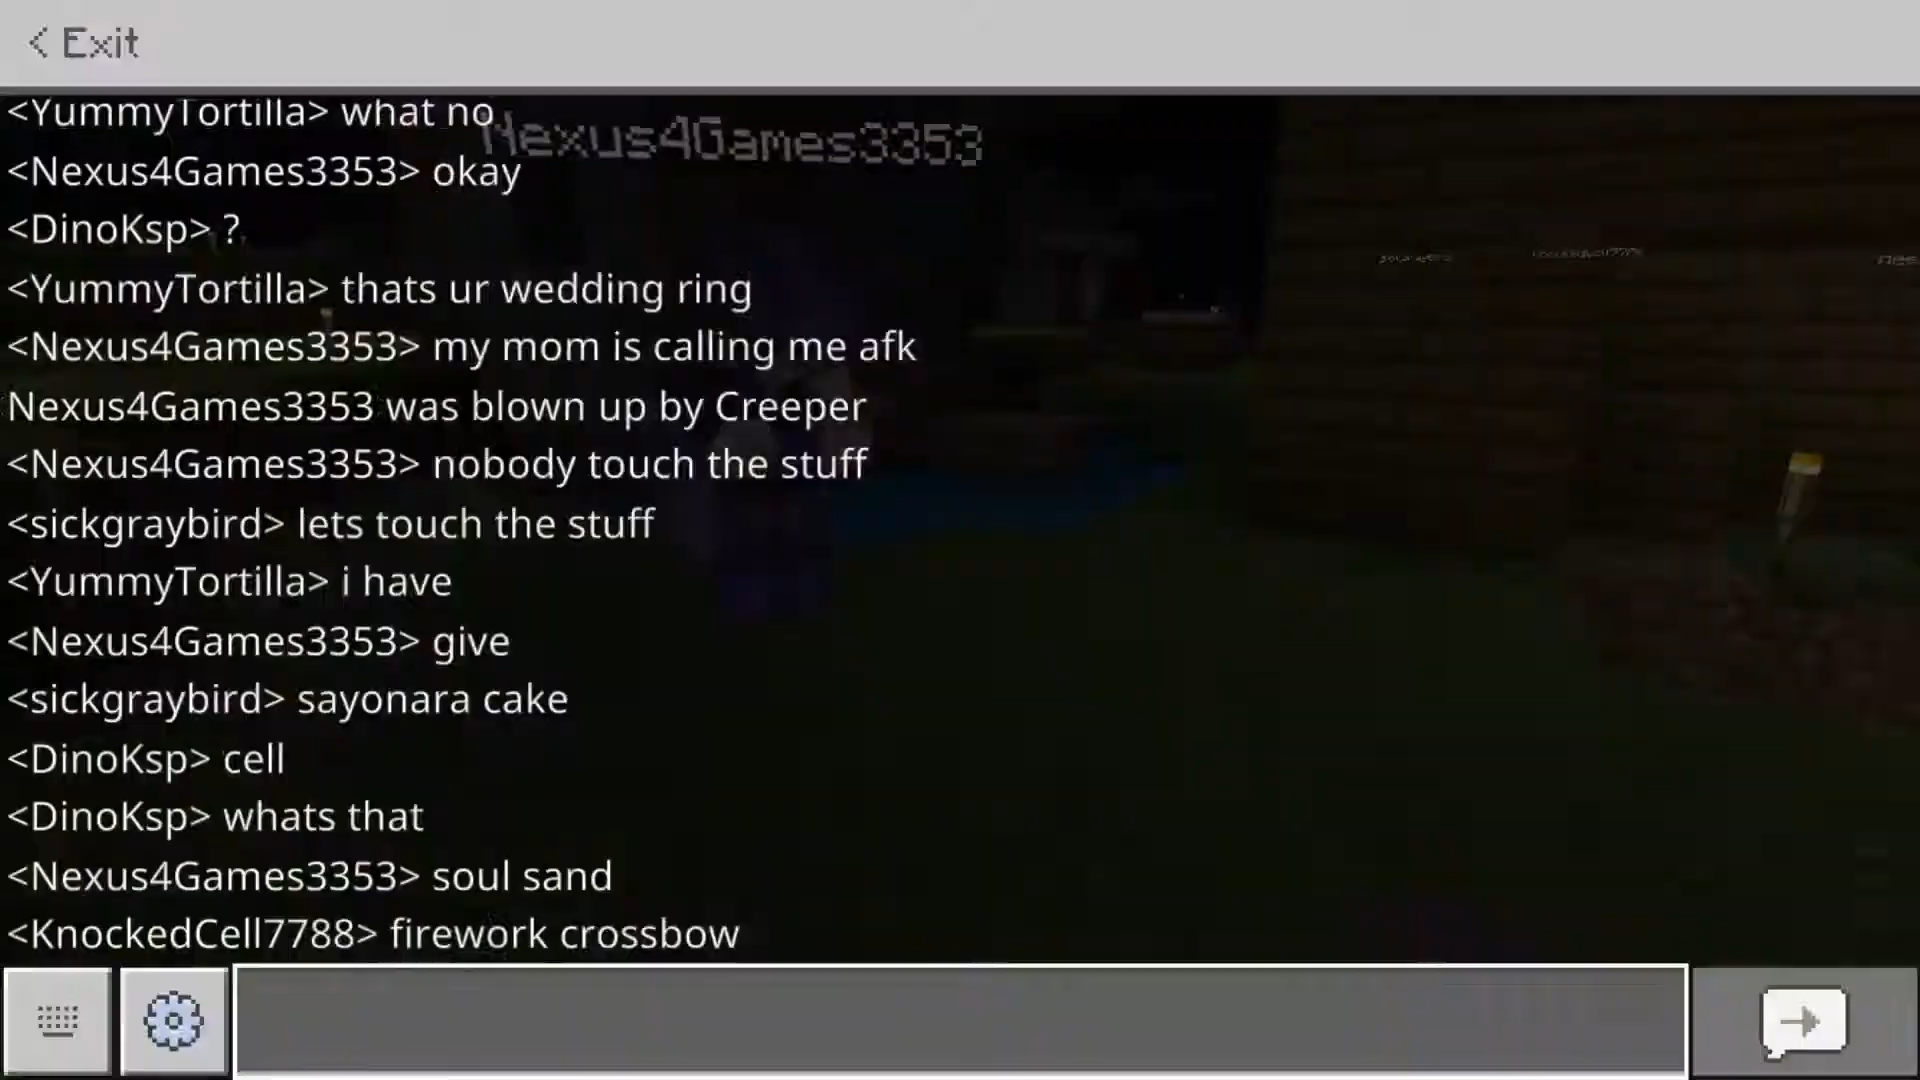 < Exit
<YummyTortilla> what no
Nexus4Games3353
<Nexus4Games3353> okay
<DinoKsp> ?
<YummyTortilla> thats ur wedding ring
<Nexus4Games3353> my mom is calling me afk
Nexus4Games3353 was blown up by Creeper
<Nexus4Games3353> nobody touch the stuff
<sickgraybird> lets touch the stuff
<YummyTortilla> i have
<Nexus4Games3353> give
<sickgraybird> sayonara cake
<DinoKsp> cell
<DinoKsp> whats that
<Nexus4Games3353> soul sand
<KnockedCell7788> firework crossbow